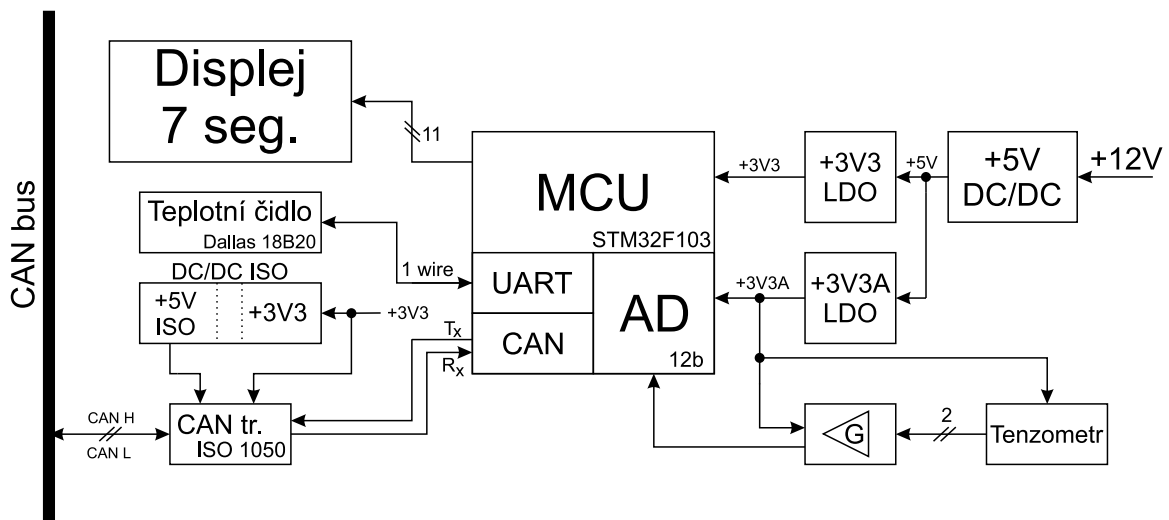 CAN bus
Displej
7 seg.
11
Teplotní čidlo
Dallas 18B20
1 wire
DC/DC ISO
+5V
ISO
+3V3
+3V3
Tx
Rx
CAN H
CAN L
CAN tr.
ISO 1050
MCU
STM32F103
UART
CAN
AD
12b
+3V3
+3V3
LDO
+5V
+5V
DC/DC
+12V
+3V3A
+3V3A
LDO
G
2
Tenzometr